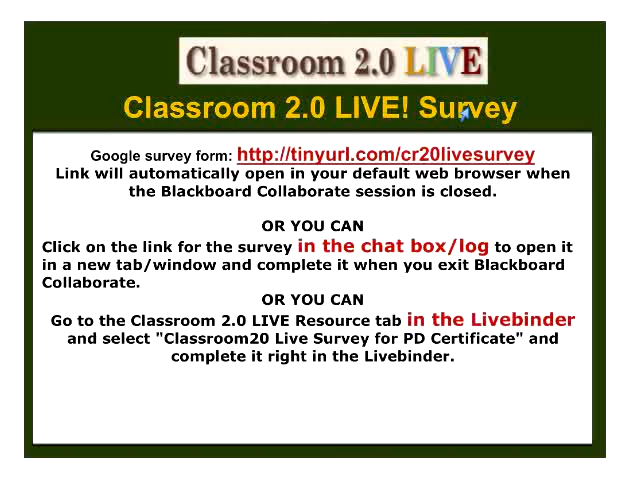 Classroom 2.0 LIVE
Classroom 2.0 LIVE! Survey
Google survey form: http://tinyurl.com/cr20livesurvey
Link will automatically open in your default web browser when
the Blackboard Collaborate session is closed.
OR YOU CAN
Click on the link for the survey in the chat box/log to open it
in a new tab/window and complete it when you exit Blackboard
Collaborate.
OR YOU CAN
Go to the Classroom 2.0 LIVE Resource tab in the Livebinder
and select "Classroom20 Live Survey for PD Certificate" and
complete it right in the Livebinder.